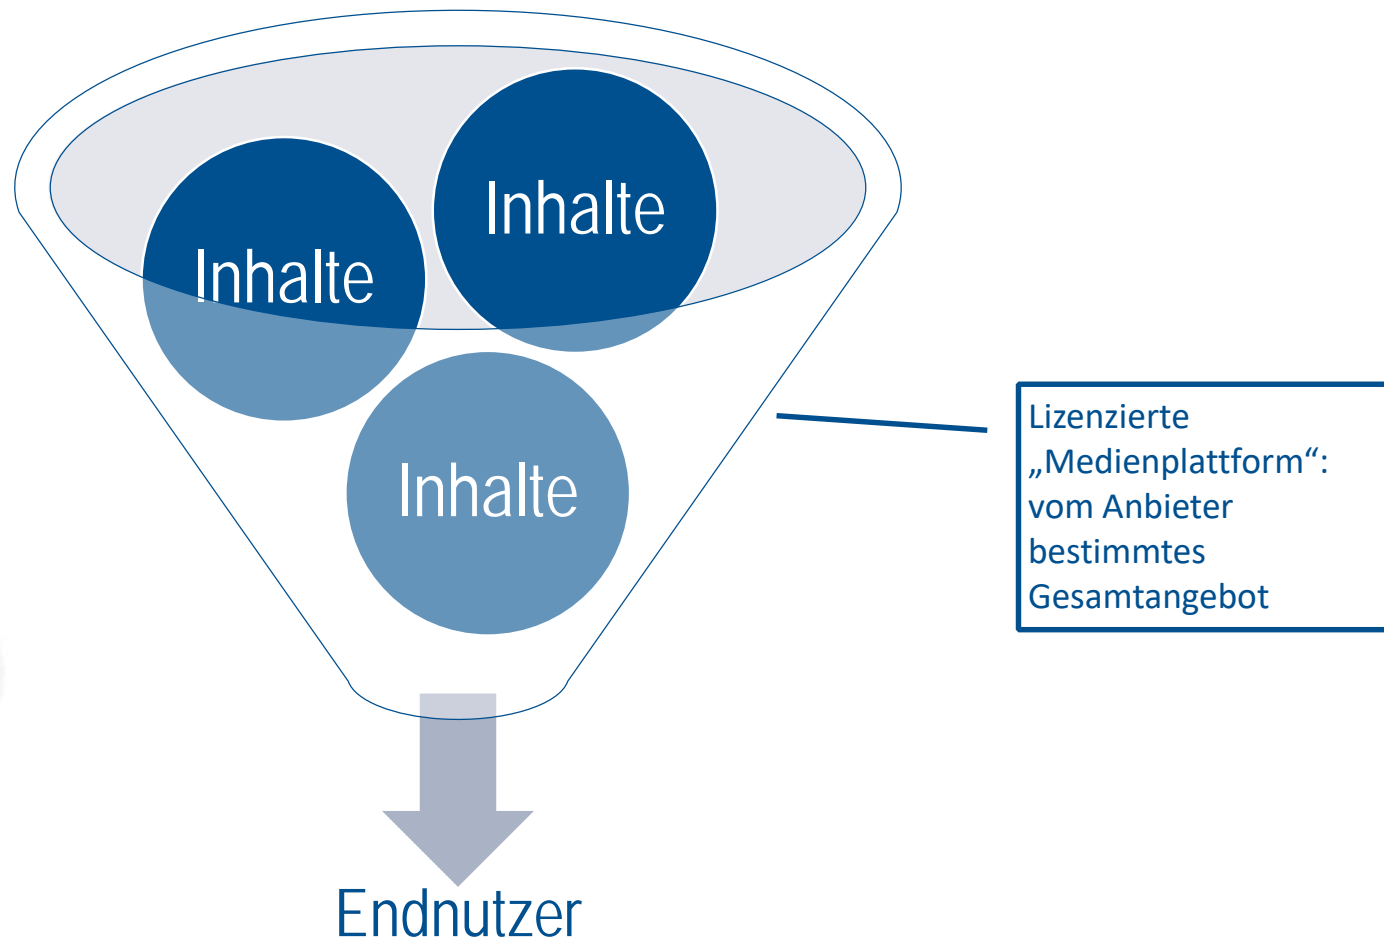 Inhalte
Inhalte
Inhalte
Lizenzierte
„Medienplattform“:
vom Anbieter
bestimmtes
Gesamtangebot
Endnutzer